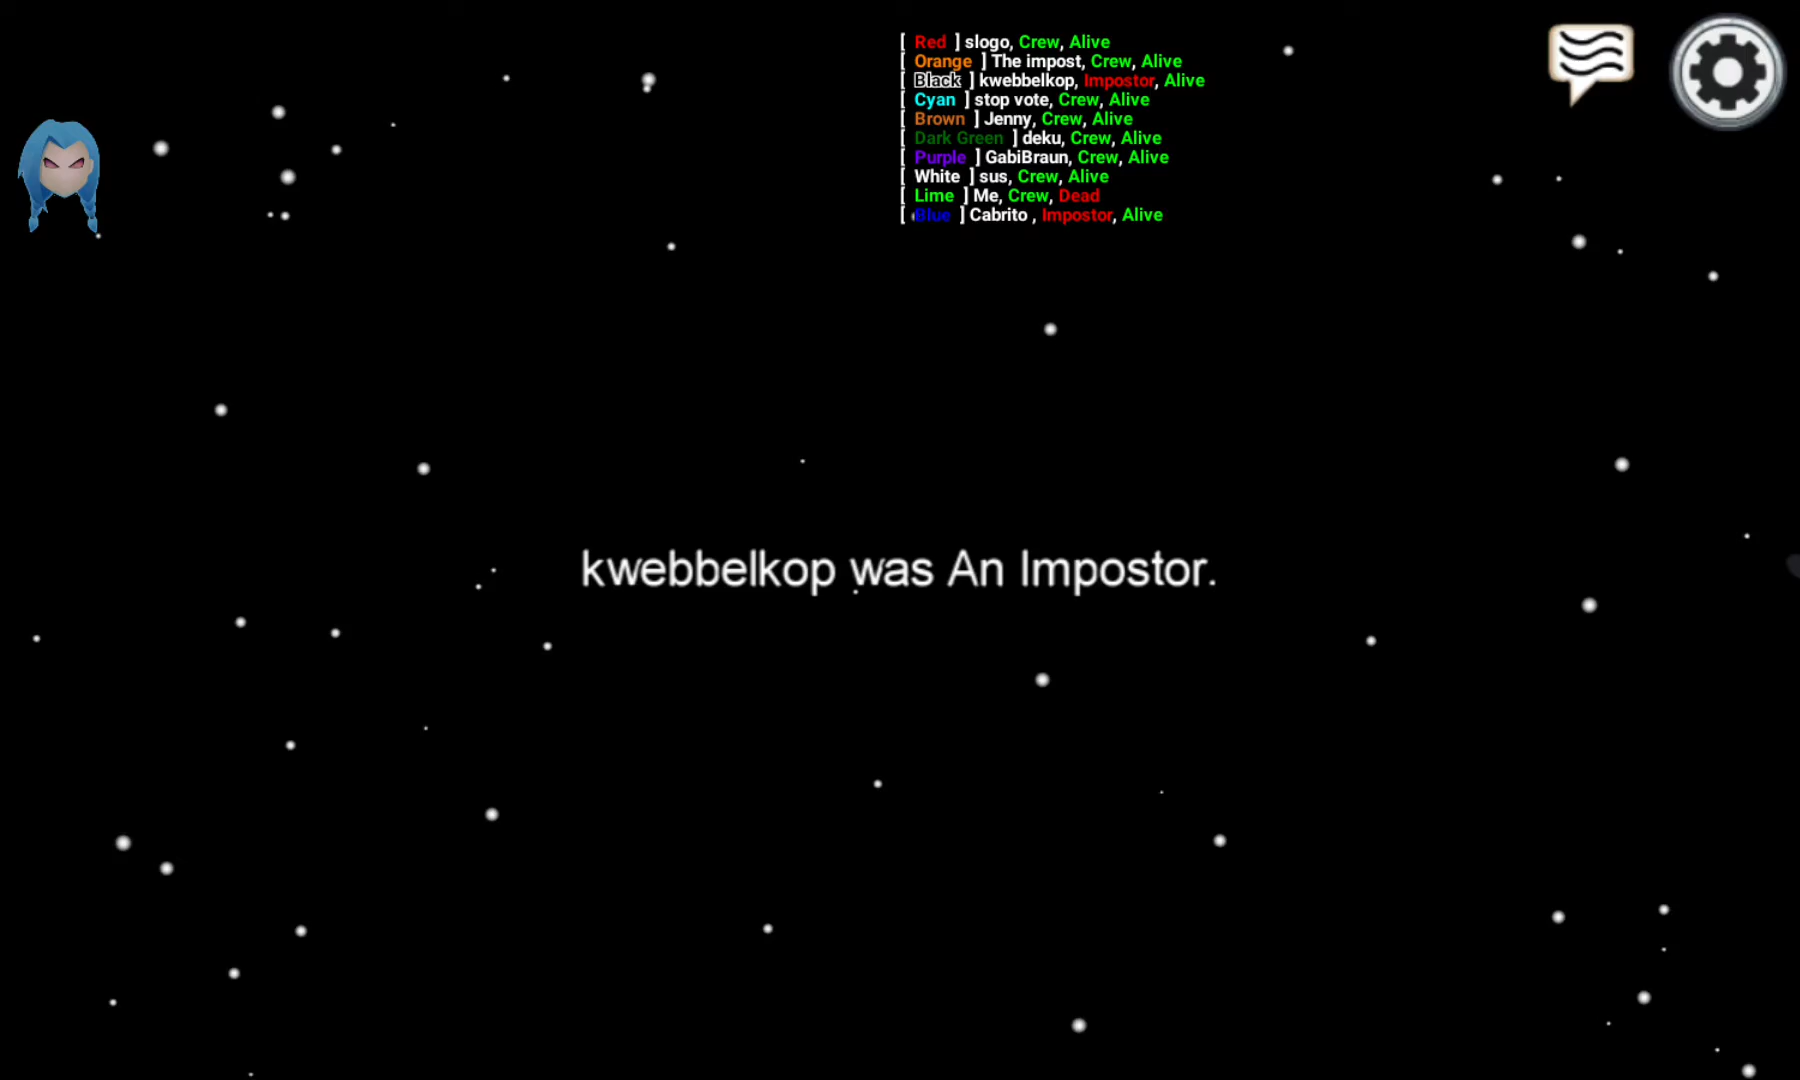 [ Red ] slogo, Crew, Alive
[ Orange ] The impost, Crew, Alive
[ Black ] kwebbelkop, Impostor, Alive
[ Cyan ] stop vote, Crew, Alive
[ Brown ] Jenny, Crew, Alive
[ Dark Green ] deku, Crew, Alive
[ Purple ] GabiBraun, Crew, Alive
[ White ] sus, Crew, Alive
[ Lime ] Me, Crew, Dead
[ Blue ] Cabrito , Impostor, Alive
kwebbelkop was An Impostor.